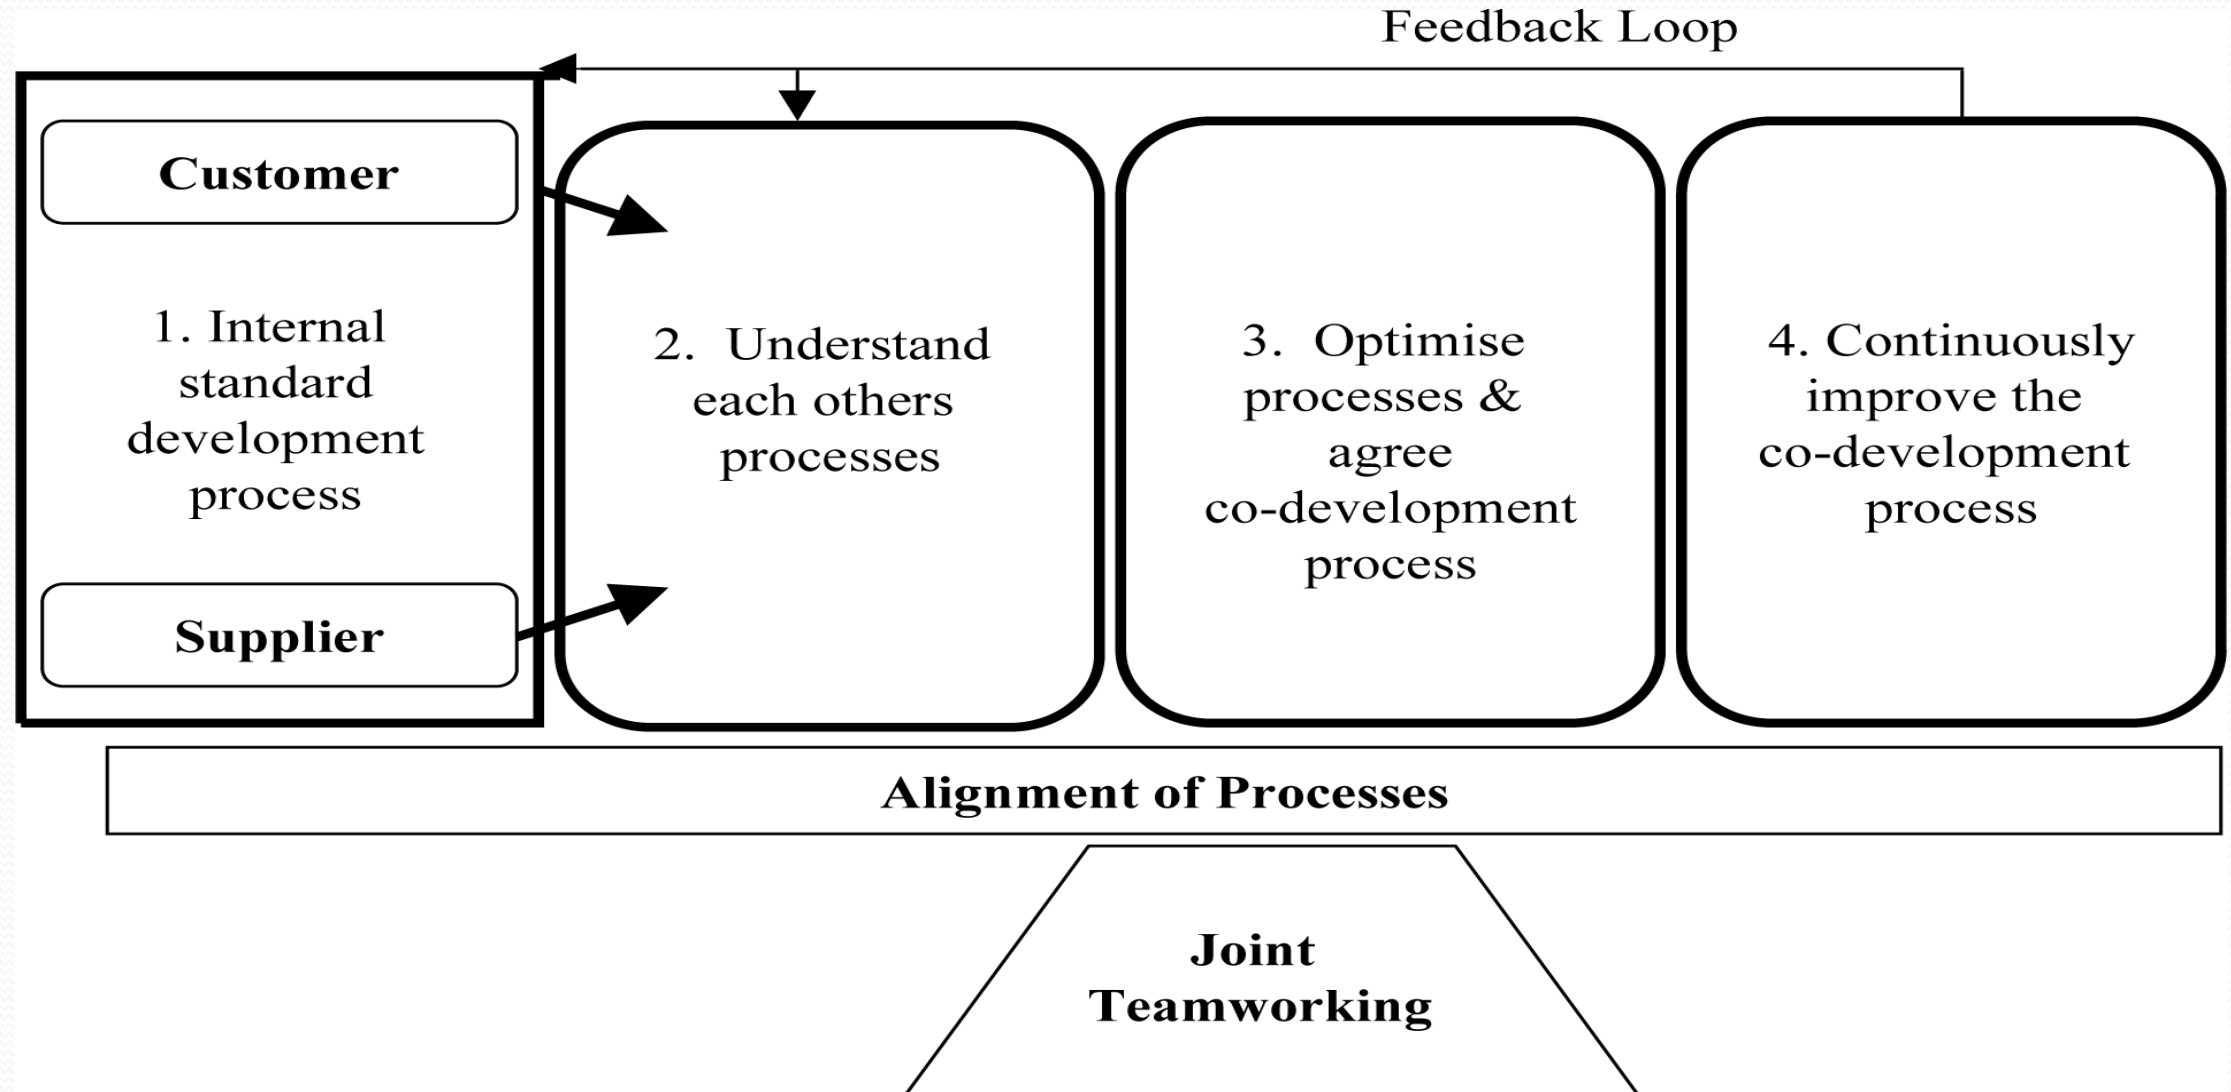 Feedback Loop
Customer
1. Internal
standard
development
process
Supplier
2. Understand
each others
processes
3. Optimise
processes &
agree
co-development
process
4. Continuously
improve the
co-development
process
Alignment of Processes
Joint
Teamworking